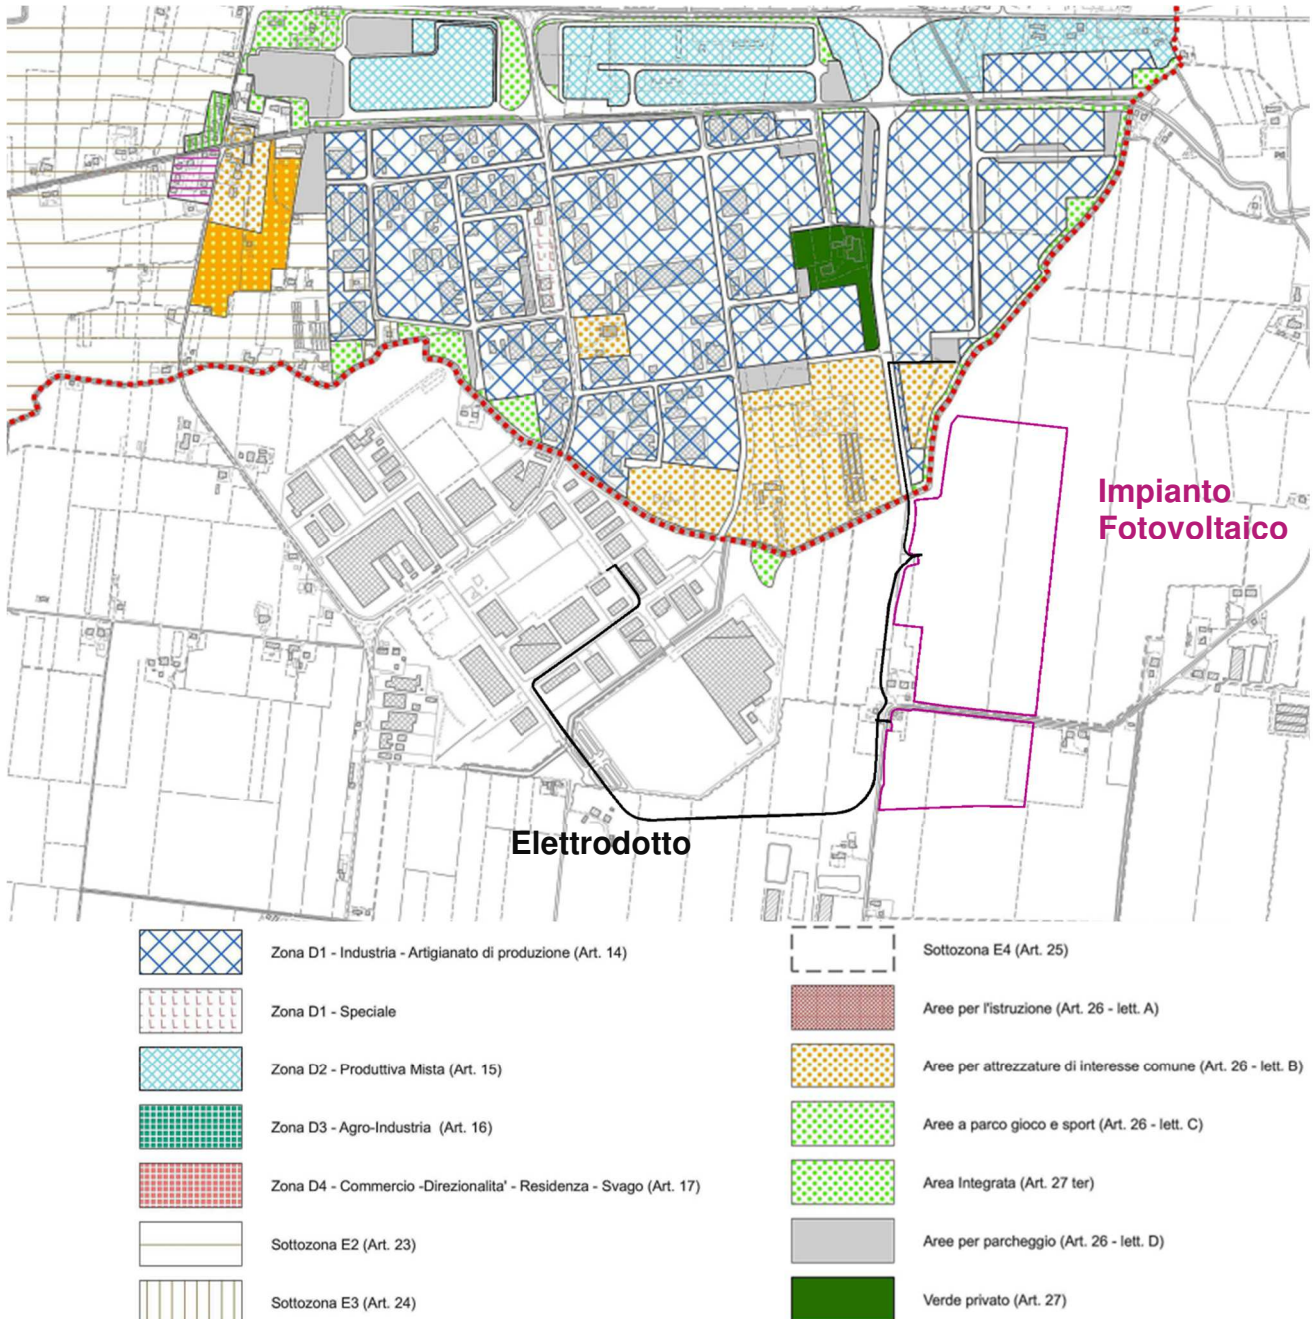 Impianto
Fotovoltaico
Elettrodotto
Zona D1 - Industria - Artigianato di produzione (Art. 14)
Zona D1 - Speciale
Zona D2 - Produttiva Mista (Art. 15)
Zona D3 - Agro-Industria (Art. 16)
Zona D4 - Commercio -Direzionalita' - Residenza - Svago (Art. 17)
Sottozona E2 (Art. 23)
Sottozona E3 (Art. 24)
Sottozona E4 (Art. 25)
Aree per l'istruzione (Art. 26 - lett. A)
Aree per attrezzature di interesse comune (Art. 26 - lett. B)
Aree a parco gioco e sport (Art. 26 - lett. C)
Area Integrata (Art. 27 ter)
Aree per parcheggio (Art. 26 - lett. D)
Verde privato (Art. 27)